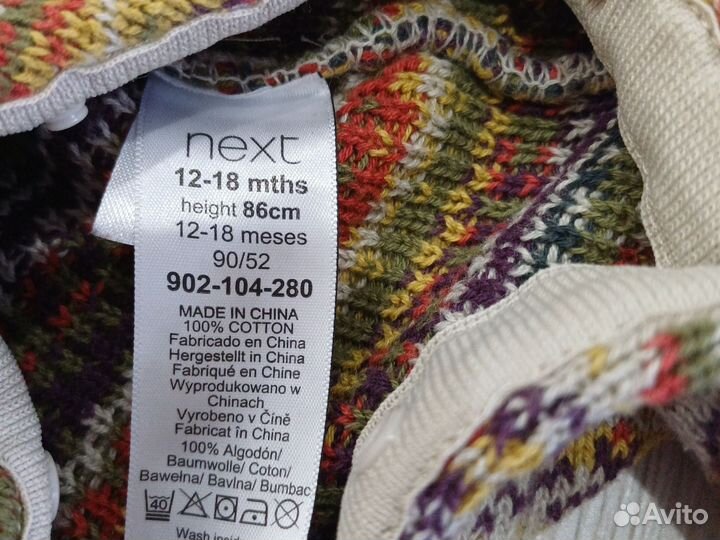 next
12-18 mths
height 86cm
12-18 meses
90/52
902-104-280
MADE IN CHINA
100% COTTON
Fabricado en China
Hergestellt in China
Fabriqué en Chine
Wyprodukowano w
Chinach
Vyrobeno v Číně
Fabricat în China
100% Algodón/
Baumwolle/ Coton/
Bawełna/ Bavlna/ Bumbac
40
Wash insid
Avito